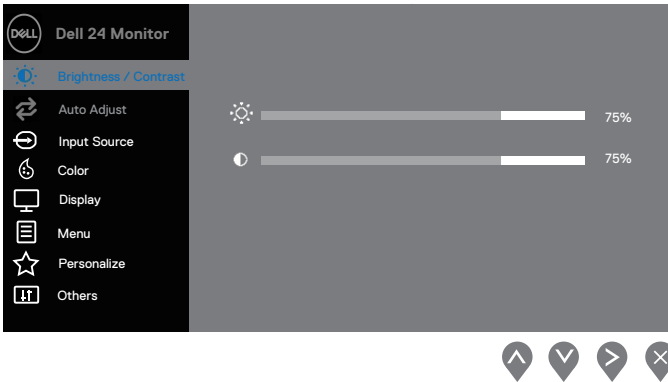 DELL Dell 24 Monitor
Brightness / Contrast
Auto Adjust
75%
Input Source
75%
Color
Display
Menu
Personalize
Others